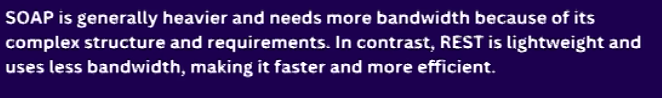 SOAP is generally heavier and needs more bandwidth because of its
complex structure and requirements. In contrast, REST is lightweight and
uses less bandwidth, making it faster and more efficient.